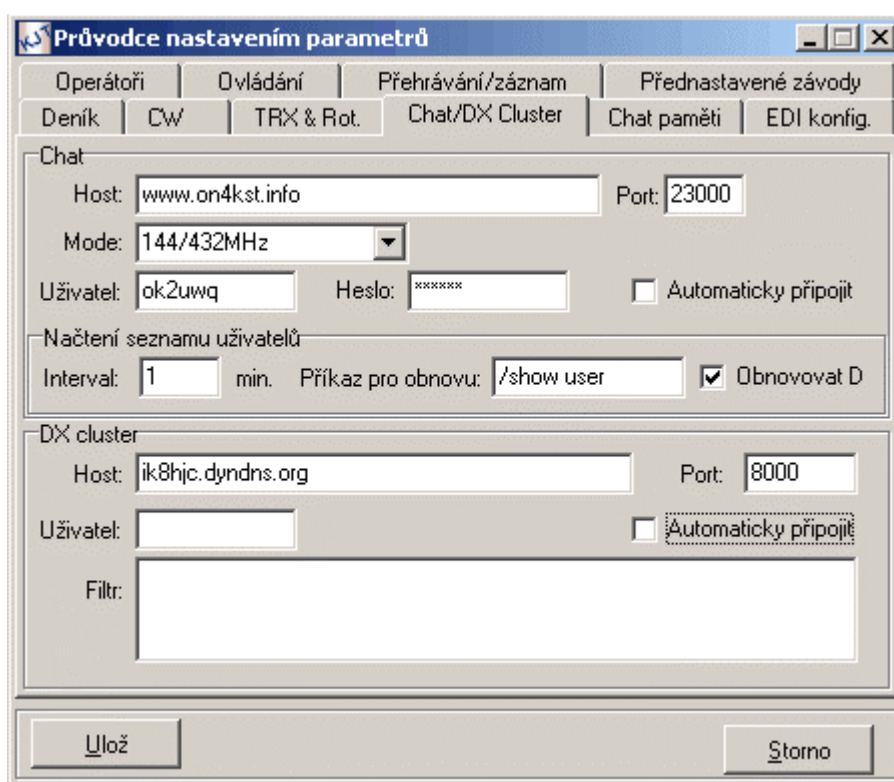 KST Průvodce nastavením parametrů
Operátoři Ovládání Přehrávání/záznam Přednastavené závody
Deník CW TRX & Rot. Chat/DX Cluster Chat paměti EDI konfig.
Chat
Host: www.on4kst.info Port: 23000
Mode: 144/432MHz
Uživatel: ok2uwq Heslo: ****** Automaticky připojit
Načtení seznamu uživatelů
Interval: 1 min. Příkaz pro obnovu: /show user Obnovovat D
DX cluster
Host: ik8hjc.dyndns.org Port: 8000
Uživatel: Automaticky připojit
Filtr:
Ulož Storno